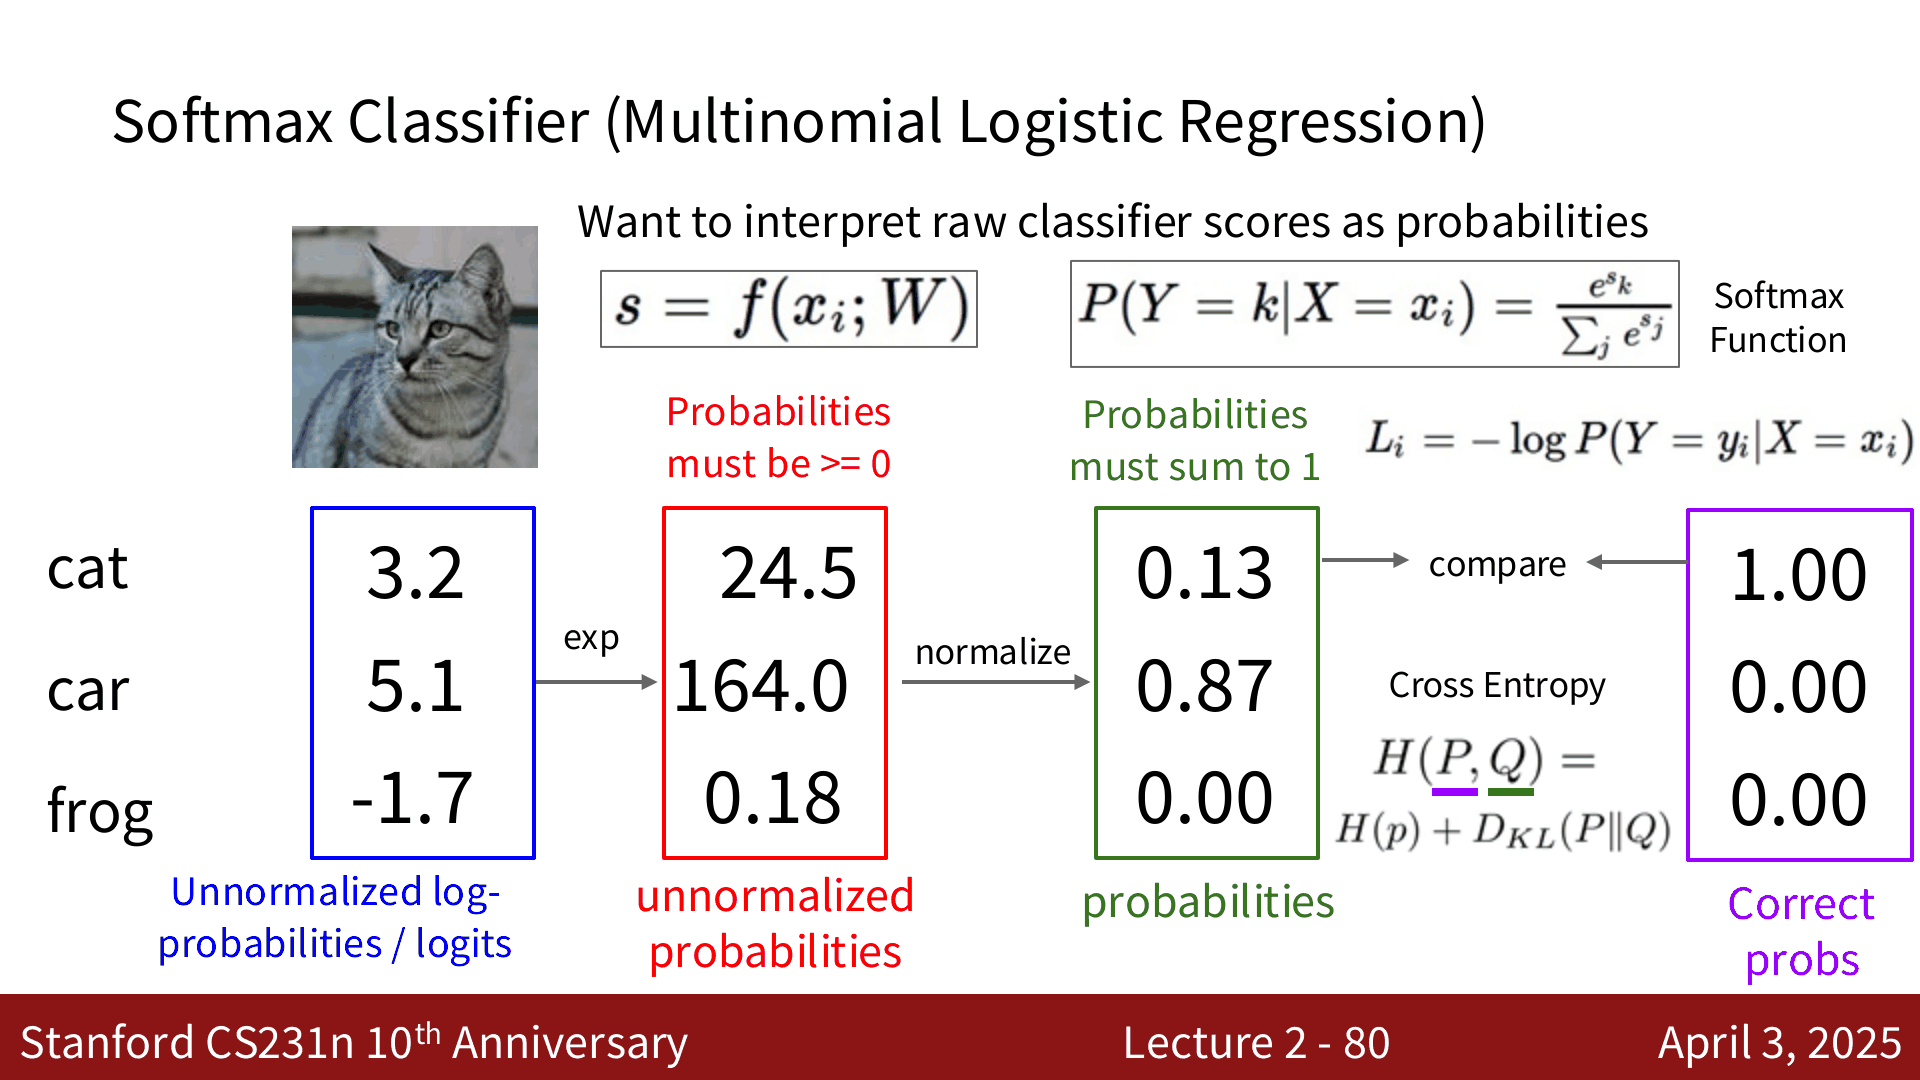 Softmax Classifier (Multinomial Logistic Regression)
Want to interpret raw classifier scores as probabilities
s = f(x_i; W)
P(Y = k|X = x_i) = e^{s_k} / ∑_j e^{s_j}
Softmax
Function
Probabilities
must be >= 0
Probabilities
must sum to 1
L_i = − log P(Y = y_i|X = x_i)
cat
3.2
24.5
0.13
compare
1.00
exp
normalize
car
5.1
164.0
0.87
Cross Entropy
0.00
H(P, Q) =
H(p) + D_{KL}(P‖Q)
frog
-1.7
0.18
0.00
0.00
Unnormalized log-
probabilities / logits
unnormalized
probabilities
probabilities
Correct
probs
Stanford CS231n 10th Anniversary
Lecture 2 - 80
April 3, 2025